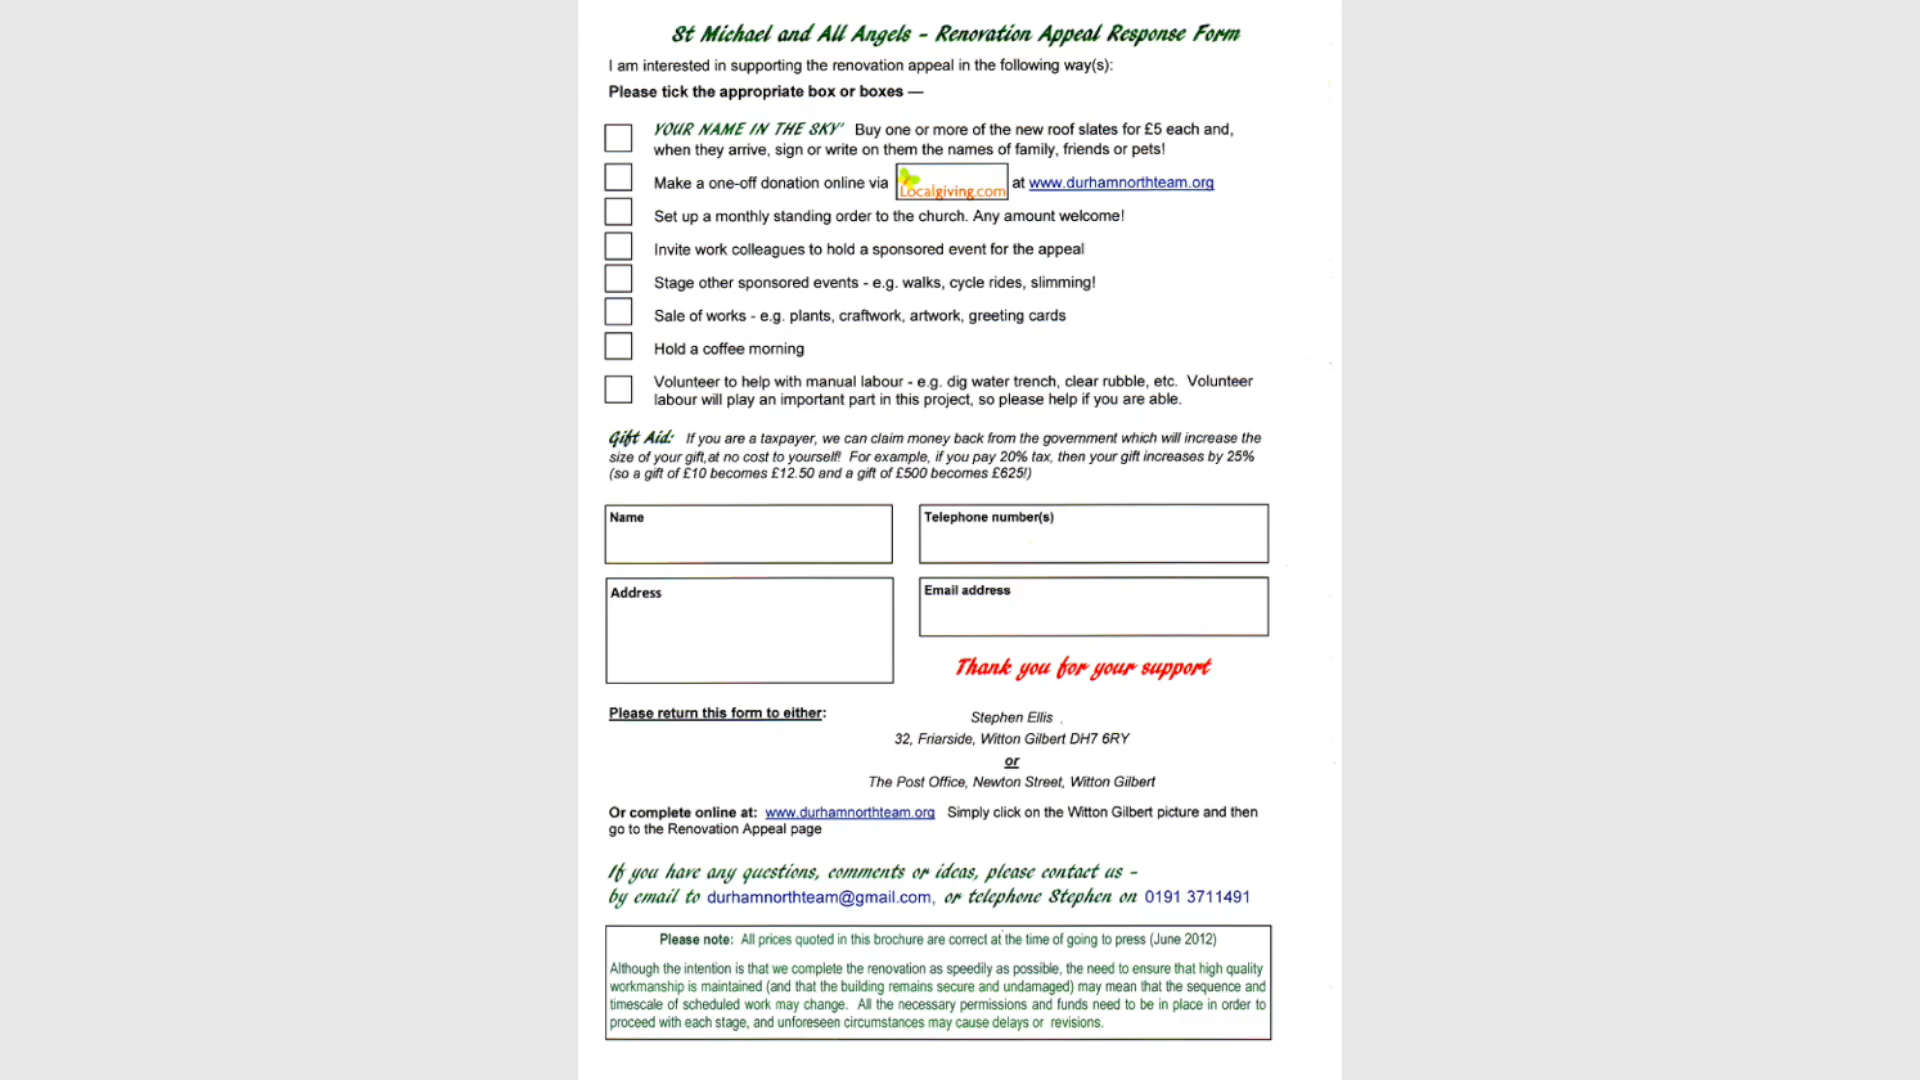 St Michael and All Angels - Renovation Appeal Response Form
I am interested in supporting the renovation appeal in the following way(s):
Please tick the appropriate box or boxes —
YOUR NAME IN THE SKY' Buy one or more of the new roof slates for £5 each and,
when they arrive, sign or write on them the names of family, friends or pets!
Make a one-off donation online via Localgiving.com at www.durhamnorthteam.org
Set up a monthly standing order to the church. Any amount welcome!
Invite work colleagues to hold a sponsored event for the appeal
Stage other sponsored events - e.g. walks, cycle rides, slimming!
Sale of works - e.g. plants, craftwork, artwork, greeting cards
Hold a coffee morning
Volunteer to help with manual labour - e.g. dig water trench, clear rubble, etc. Volunteer
labour will play an important part in this project, so please help if you are able.
Gift Aid: If you are a taxpayer, we can claim money back from the government which will increase the
size of your gift,at no cost to yourself! For example, if you pay 20% tax, then your gift increases by 25%
(so a gift of £10 becomes £12.50 and a gift of £500 becomes £625!)
Name
Telephone number(s)
Address
Email address
Thank you for your support
Please return this form to either:
Stephen Ellis
32, Friarside, Witton Gilbert DH7 6RY
or
The Post Office, Newton Street, Witton Gilbert
Or complete online at: www.durhamnorthteam.org Simply click on the Witton Gilbert picture and then
go to the Renovation Appeal page
If you have any questions, comments or ideas, please contact us -
by email to durhamnorthteam@gmail.com, or telephone Stephen on 0191 3711491
Please note: All prices quoted in this brochure are correct at the time of going to press (June 2012)
Although the intention is that we complete the renovation as speedily as possible, the need to ensure that high quality
workmanship is maintained (and that the building remains secure and undamaged) may mean that the sequence and
timescale of scheduled work may change. All the necessary permissions and funds need to be in place in order to
proceed with each stage, and unforeseen circumstances may cause delays or revisions.